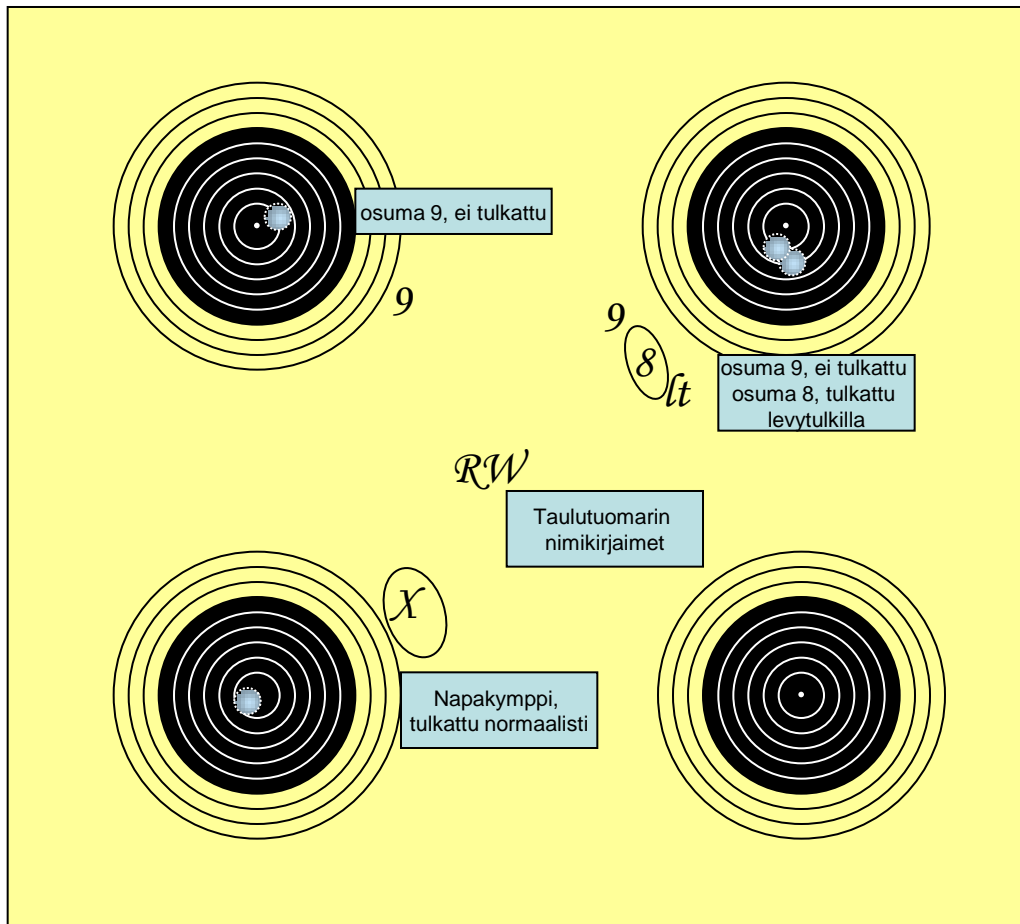 osuma 9, ei tulkattu
9
9
8
lt
osuma 9, ei tulkattu
osuma 8, tulkattu
levytulkilla
RW
Taulutuomarin
nimikirjaimet
X
Napakymppi,
tulkattu normaalisti